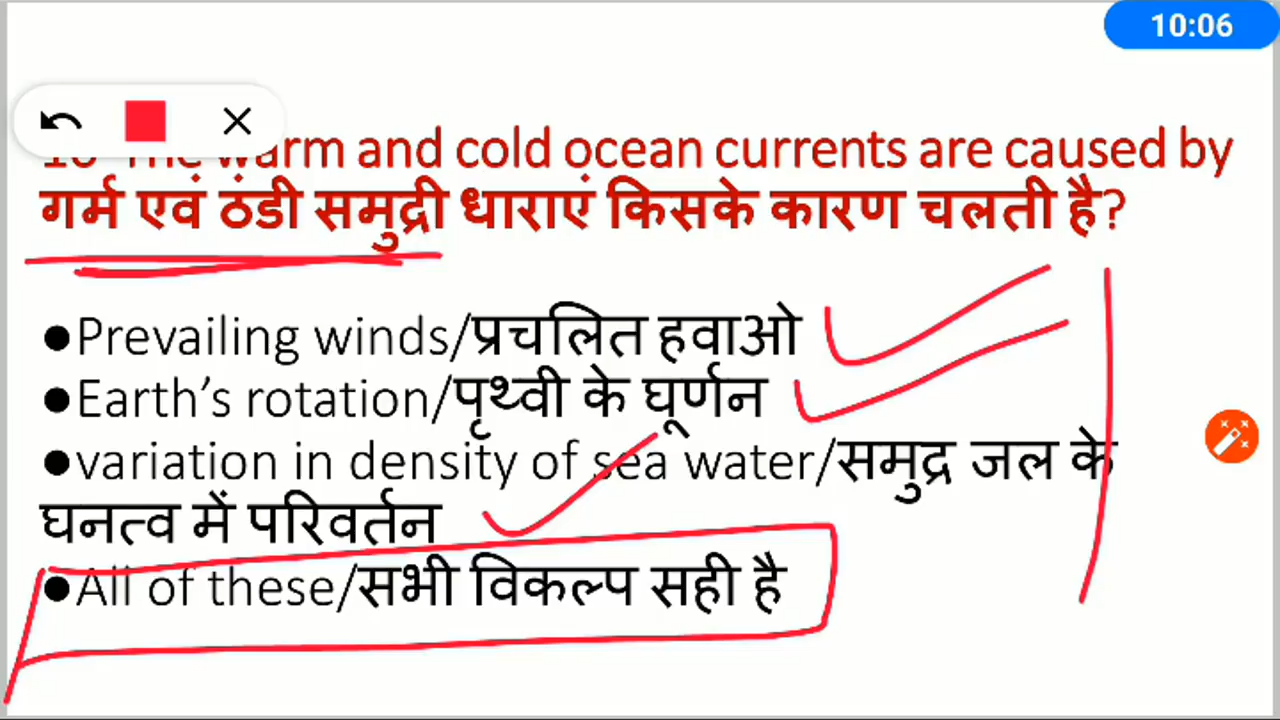 10:06
The warm and cold ocean currents are caused by
गर्म एवं ठंडी समुद्री धाराएं किसके कारण चलती है?
●Prevailing winds/प्रचलित हवाओ
●Earth’s rotation/पृथ्वी के घूर्णन
●variation in density of sea water/समुद्र जल के
घनत्व में परिवर्तन
●All of these/सभी विकल्प सही है